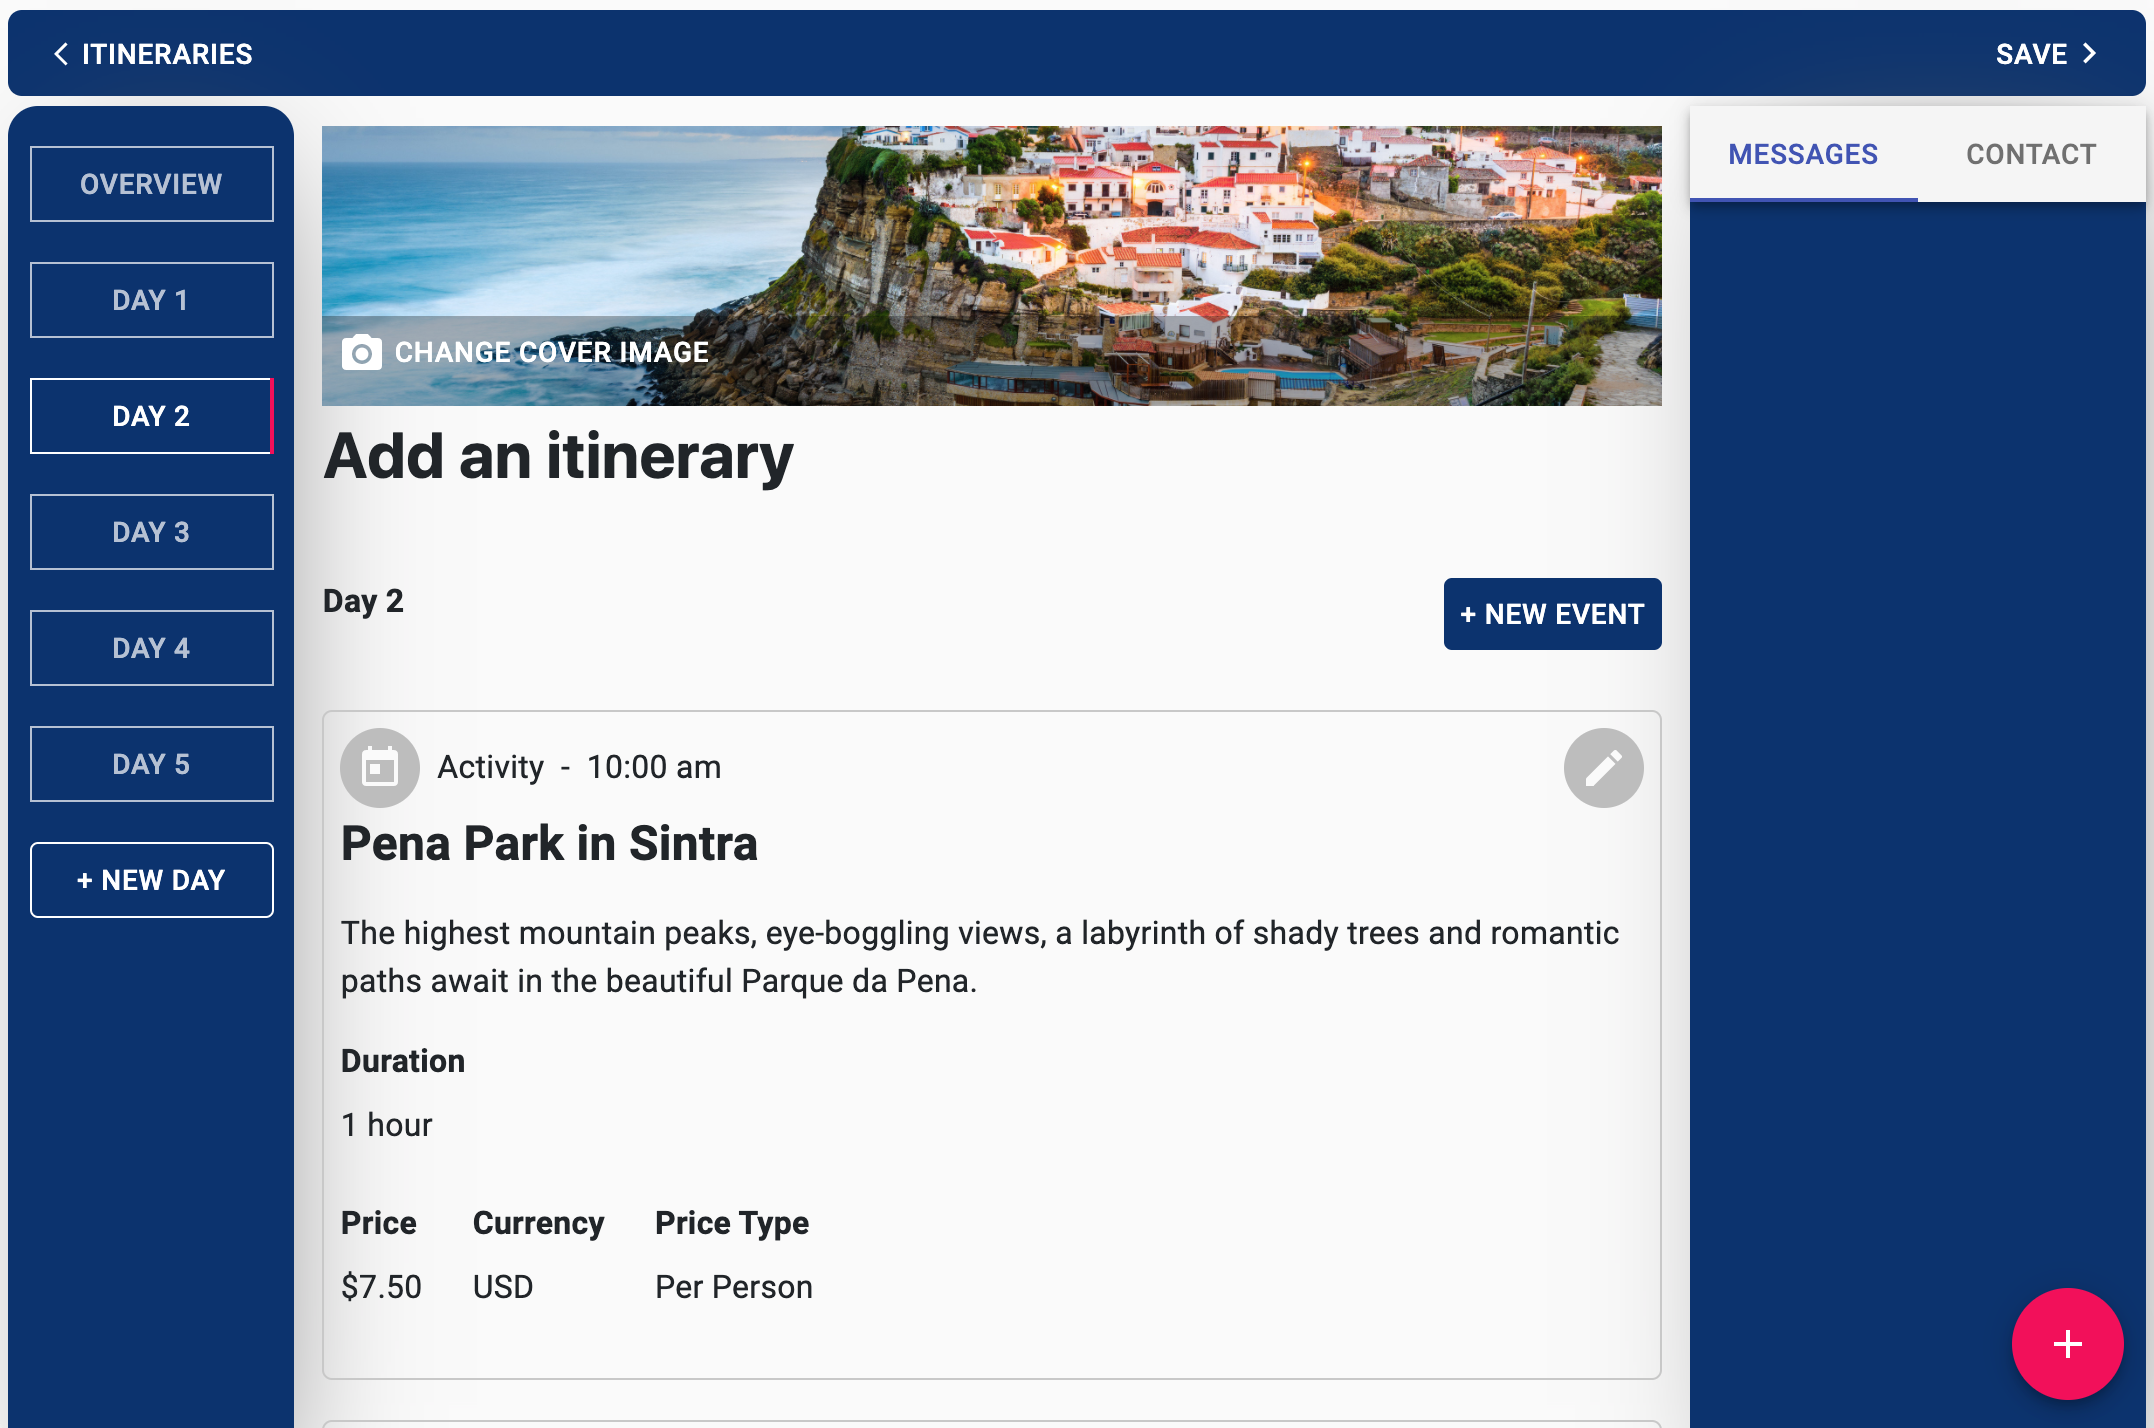 ITINERARIES
SAVE
OVERVIEW
DAY 1
DAY 2
DAY 3
DAY 4
DAY 5
+ NEW DAY
CHANGE COVER IMAGE
Add an itinerary
Day 2
+ NEW EVENT
Activity - 10:00 am
Pena Park in Sintra
The highest mountain peaks, eye-boggling views, a labyrinth of shady trees and romantic
paths await in the beautiful Parque da Pena.
Duration
1 hour
Price Currency Price Type
$7.50 USD Per Person
MESSAGES CONTACT